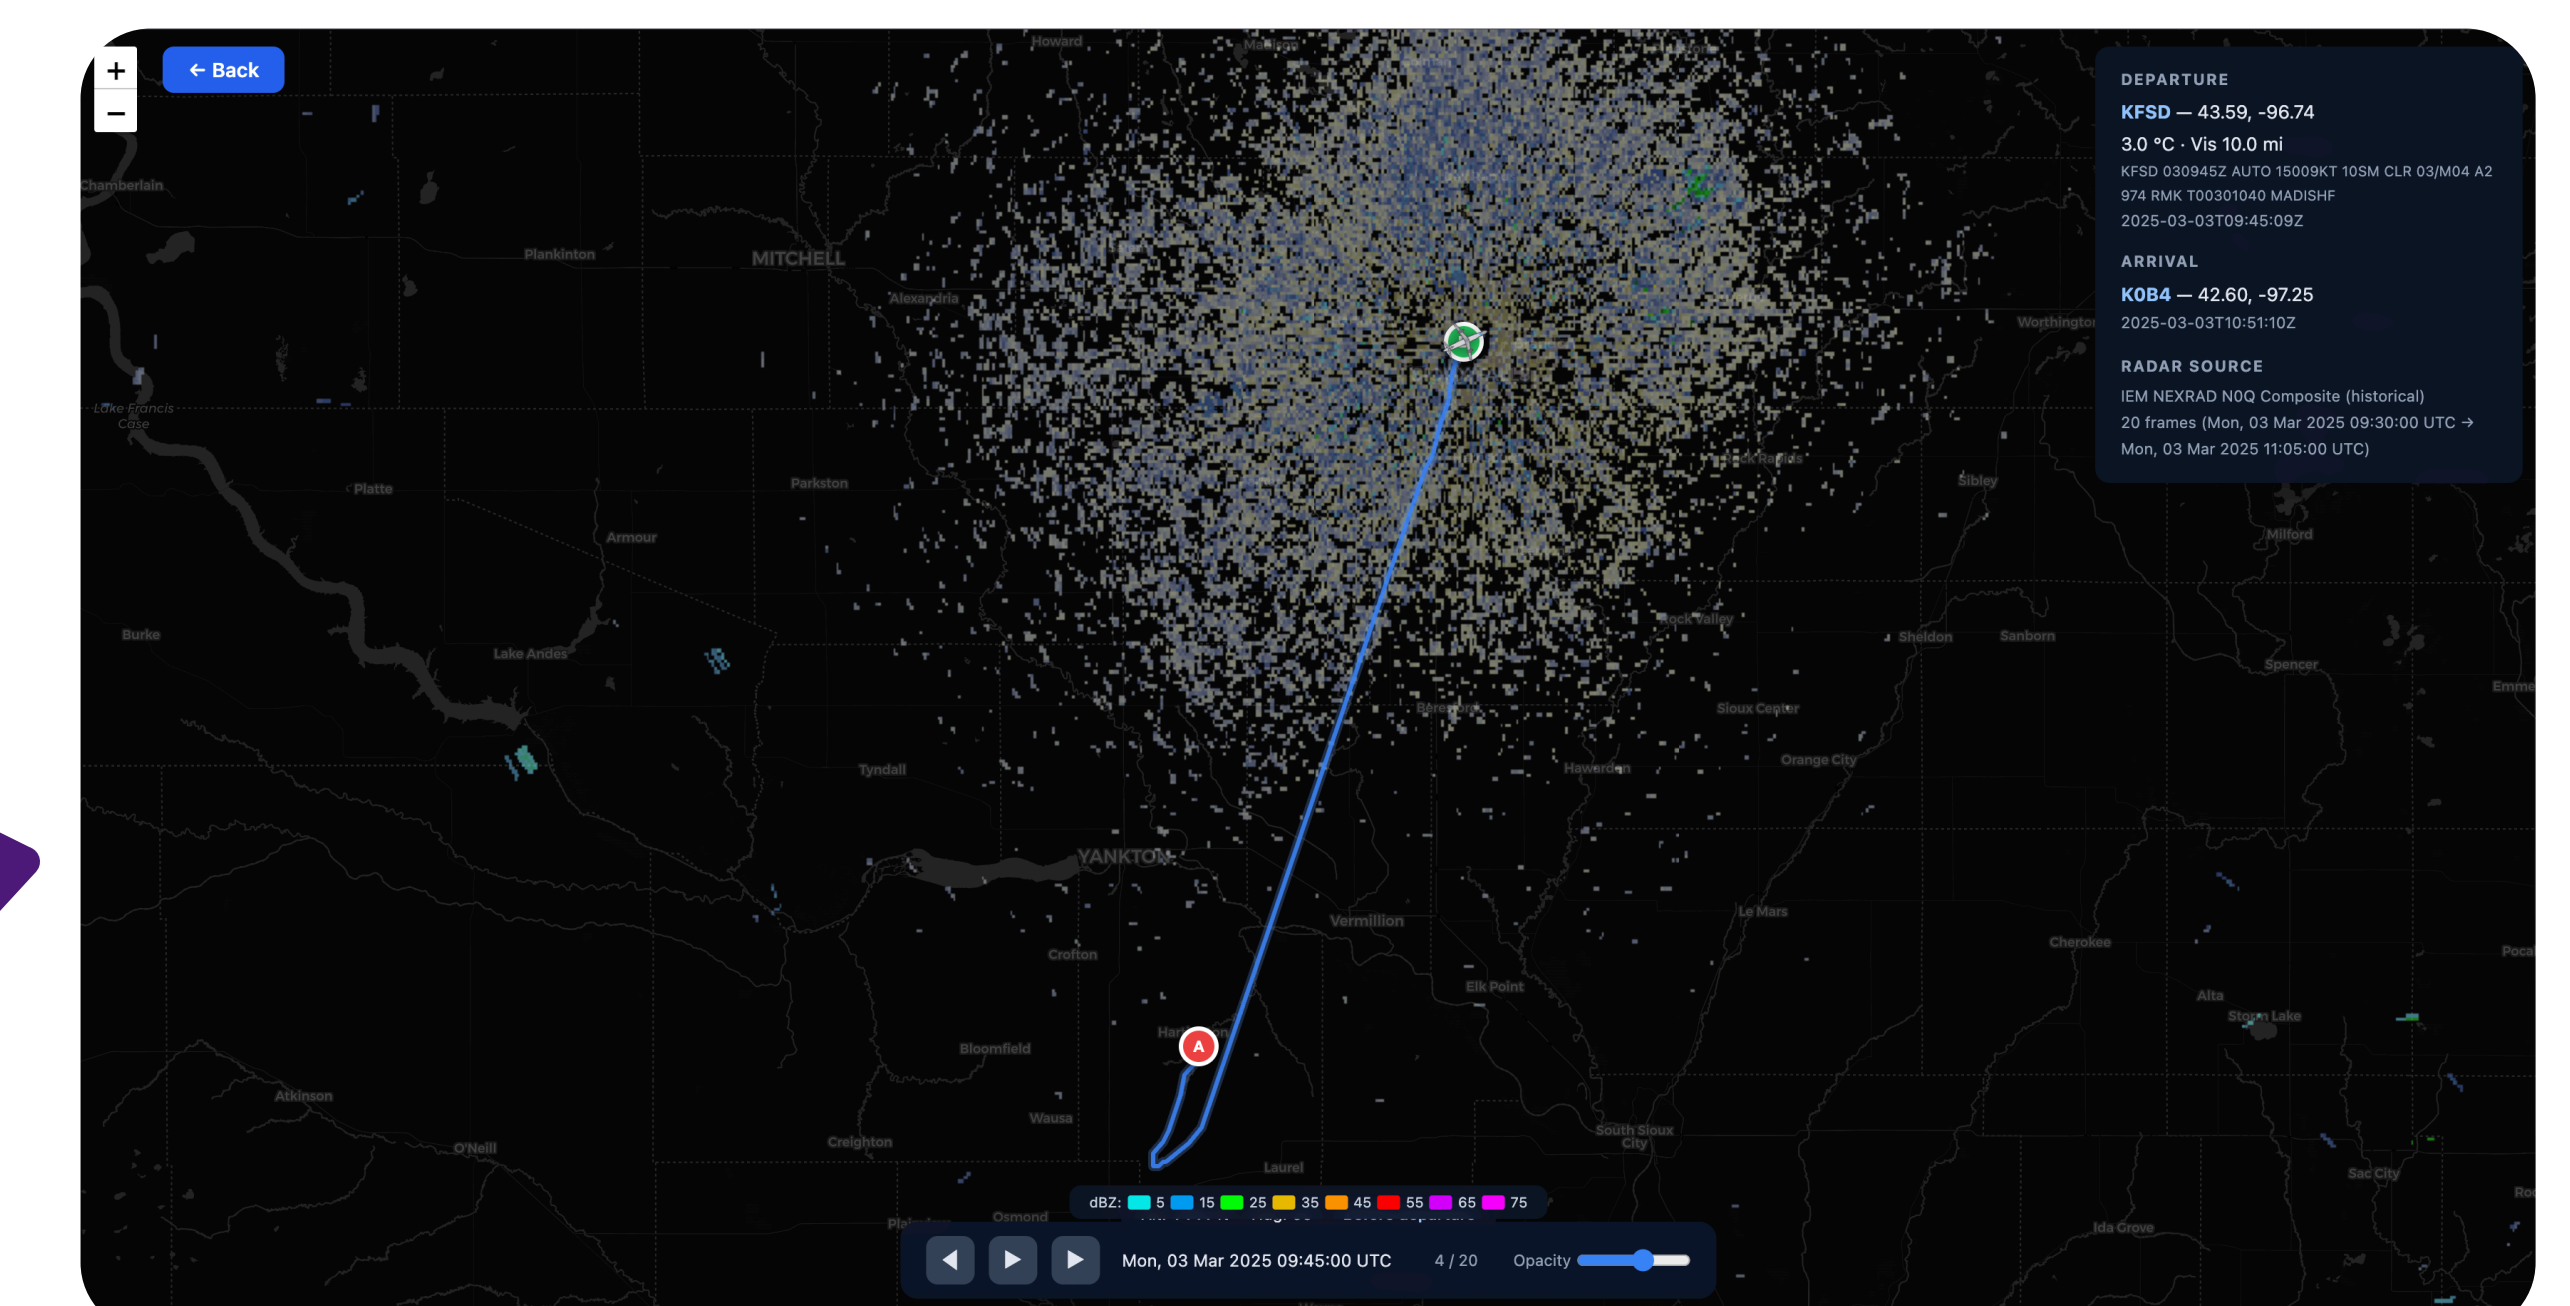 +
−
← Back
Howard
Madison
Chamberlain
Plankinton
MITCHELL
Alexandria
Worthington
Lake Francis
Case
Platte
Parkston
Rock Rapids
Sibley
Armour
Milford
Burke
Lake Andes
Rock Valley
Sheldon
Sanborn
Spencer
Emme
Beresford
Sioux Center
Tyndall
Hawarden
Orange City
YANKTON
Vermillion
Le Mars
Crofton
Cherokee
Poca
Elk Point
Alta
Storm Lake
A
Bloomfield
Atkinson
Wausa
O'Neill
Creighton
South Sioux
City
Laurel
Sac City
Osmond
Ida Grove
DEPARTURE
KFSD — 43.59, -96.74
3.0 °C · Vis 10.0 mi
KFSD 030945Z AUTO 15009KT 10SM CLR 03/M04 A2
974 RMK T00301040 MADISHF
2025-03-03T09:45:09Z
ARRIVAL
K0B4 — 42.60, -97.25
2025-03-03T10:51:10Z
RADAR SOURCE
IEM NEXRAD N0Q Composite (historical)
20 frames (Mon, 03 Mar 2025 09:30:00 UTC →
Mon, 03 Mar 2025 11:05:00 UTC)
dBZ: 5 15 25 35 45 55 65 75
Mon, 03 Mar 2025 09:45:00 UTC 4 / 20 Opacity